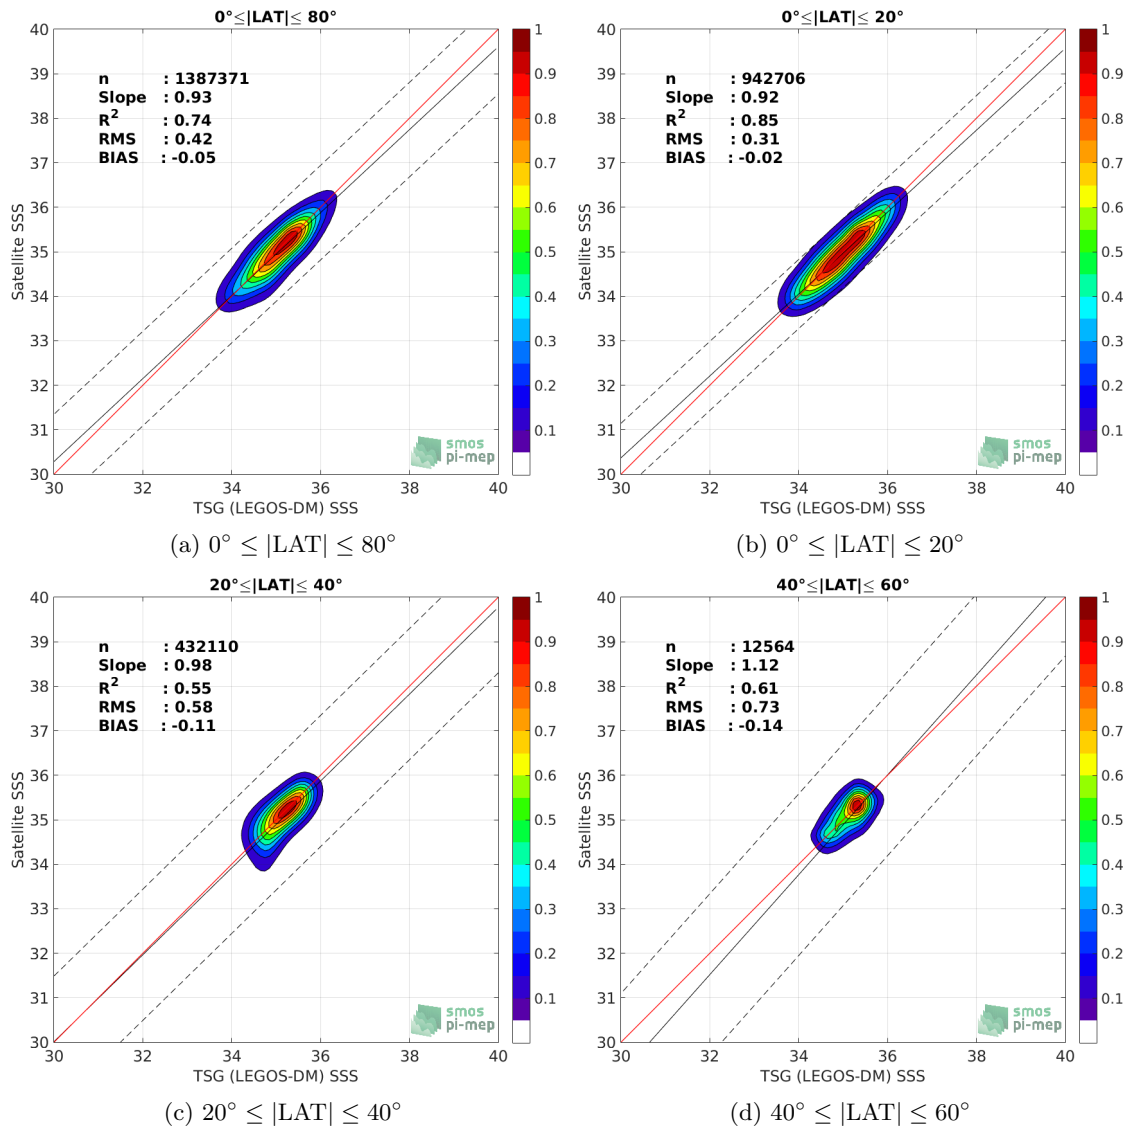 0°≤|LAT|≤ 80°
n : 1387371
Slope : 0.93
R2 : 0.74
RMS : 0.42
BIAS : -0.05
40
39
38
37
36
35
34
33
32
31
30
Satellite SSS
30 32 34 36 38 40
TSG (LEGOS-DM) SSS
1
0.9
0.8
0.7
0.6
0.5
0.4
0.3
0.2
0.1
smos
pi-mep
(a) 0° ≤ |LAT| ≤ 80°
0°≤|LAT|≤ 20°
n : 942706
Slope : 0.92
R2 : 0.85
RMS : 0.31
BIAS : -0.02
40
39
38
37
36
35
34
33
32
31
30
Satellite SSS
30 32 34 36 38 40
TSG (LEGOS-DM) SSS
1
0.9
0.8
0.7
0.6
0.5
0.4
0.3
0.2
0.1
smos
pi-mep
(b) 0° ≤ |LAT| ≤ 20°
20°≤|LAT|≤ 40°
n : 432110
Slope : 0.98
R2 : 0.55
RMS : 0.58
BIAS : -0.11
40
39
38
37
36
35
34
33
32
31
30
Satellite SSS
30 32 34 36 38 40
TSG (LEGOS-DM) SSS
1
0.9
0.8
0.7
0.6
0.5
0.4
0.3
0.2
0.1
smos
pi-mep
(c) 20° ≤ |LAT| ≤ 40°
40°≤|LAT|≤ 60°
n : 12564
Slope : 1.12
R2 : 0.61
RMS : 0.73
BIAS : -0.14
40
39
38
37
36
35
34
33
32
31
30
Satellite SSS
30 32 34 36 38 40
TSG (LEGOS-DM) SSS
1
0.9
0.8
0.7
0.6
0.5
0.4
0.3
0.2
0.1
smos
pi-mep
(d) 40° ≤ |LAT| ≤ 60°